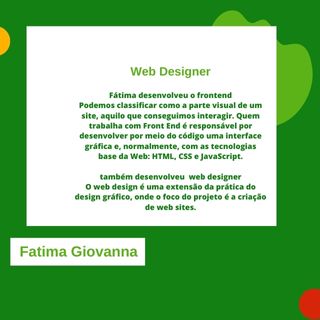 Web Designer
Fátima desenvolveu o frontend
Podemos classificar como a parte visual de um
site, aquilo que conseguimos interagir. Quem
trabalha com Front End é responsável por
desenvolver por meio do código uma interface
gráfica e, normalmente, com as tecnologias
base da Web: HTML, CSS e JavaScript.
também desenvolveu web designer
O web design é uma extensão da prática do
design gráfico, onde o foco do projeto é a criação
de web sites.
Fatima Giovanna